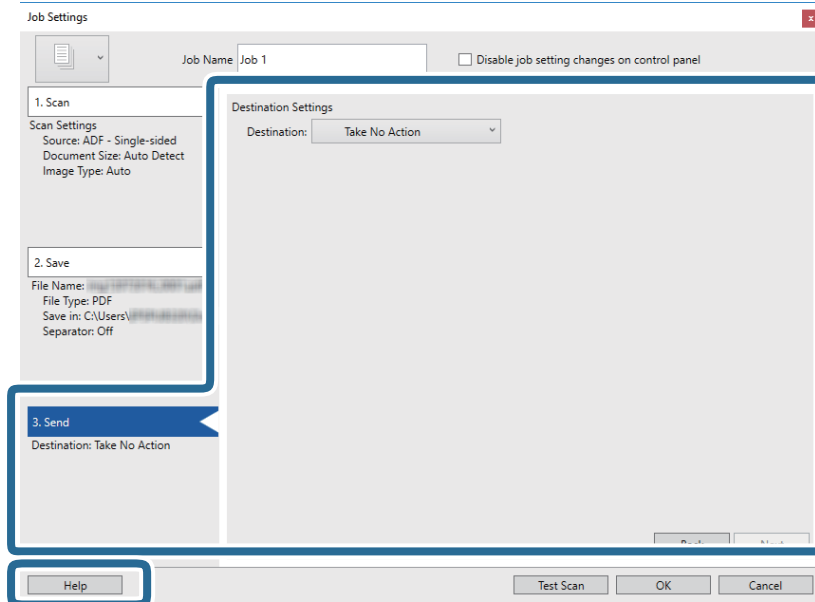 Job Settings
Job Name Job 1
Disable job setting changes on control panel
1. Scan
Scan Settings
Source: ADF - Single-sided
Document Size: Auto Detect
Image Type: Auto
2. Save
File Name:
File Type: PDF
Save in: C:\Users\
Separator: Off
3. Send
Destination: Take No Action
Destination Settings
Destination: Take No Action
Back Next
Help Test Scan OK Cancel